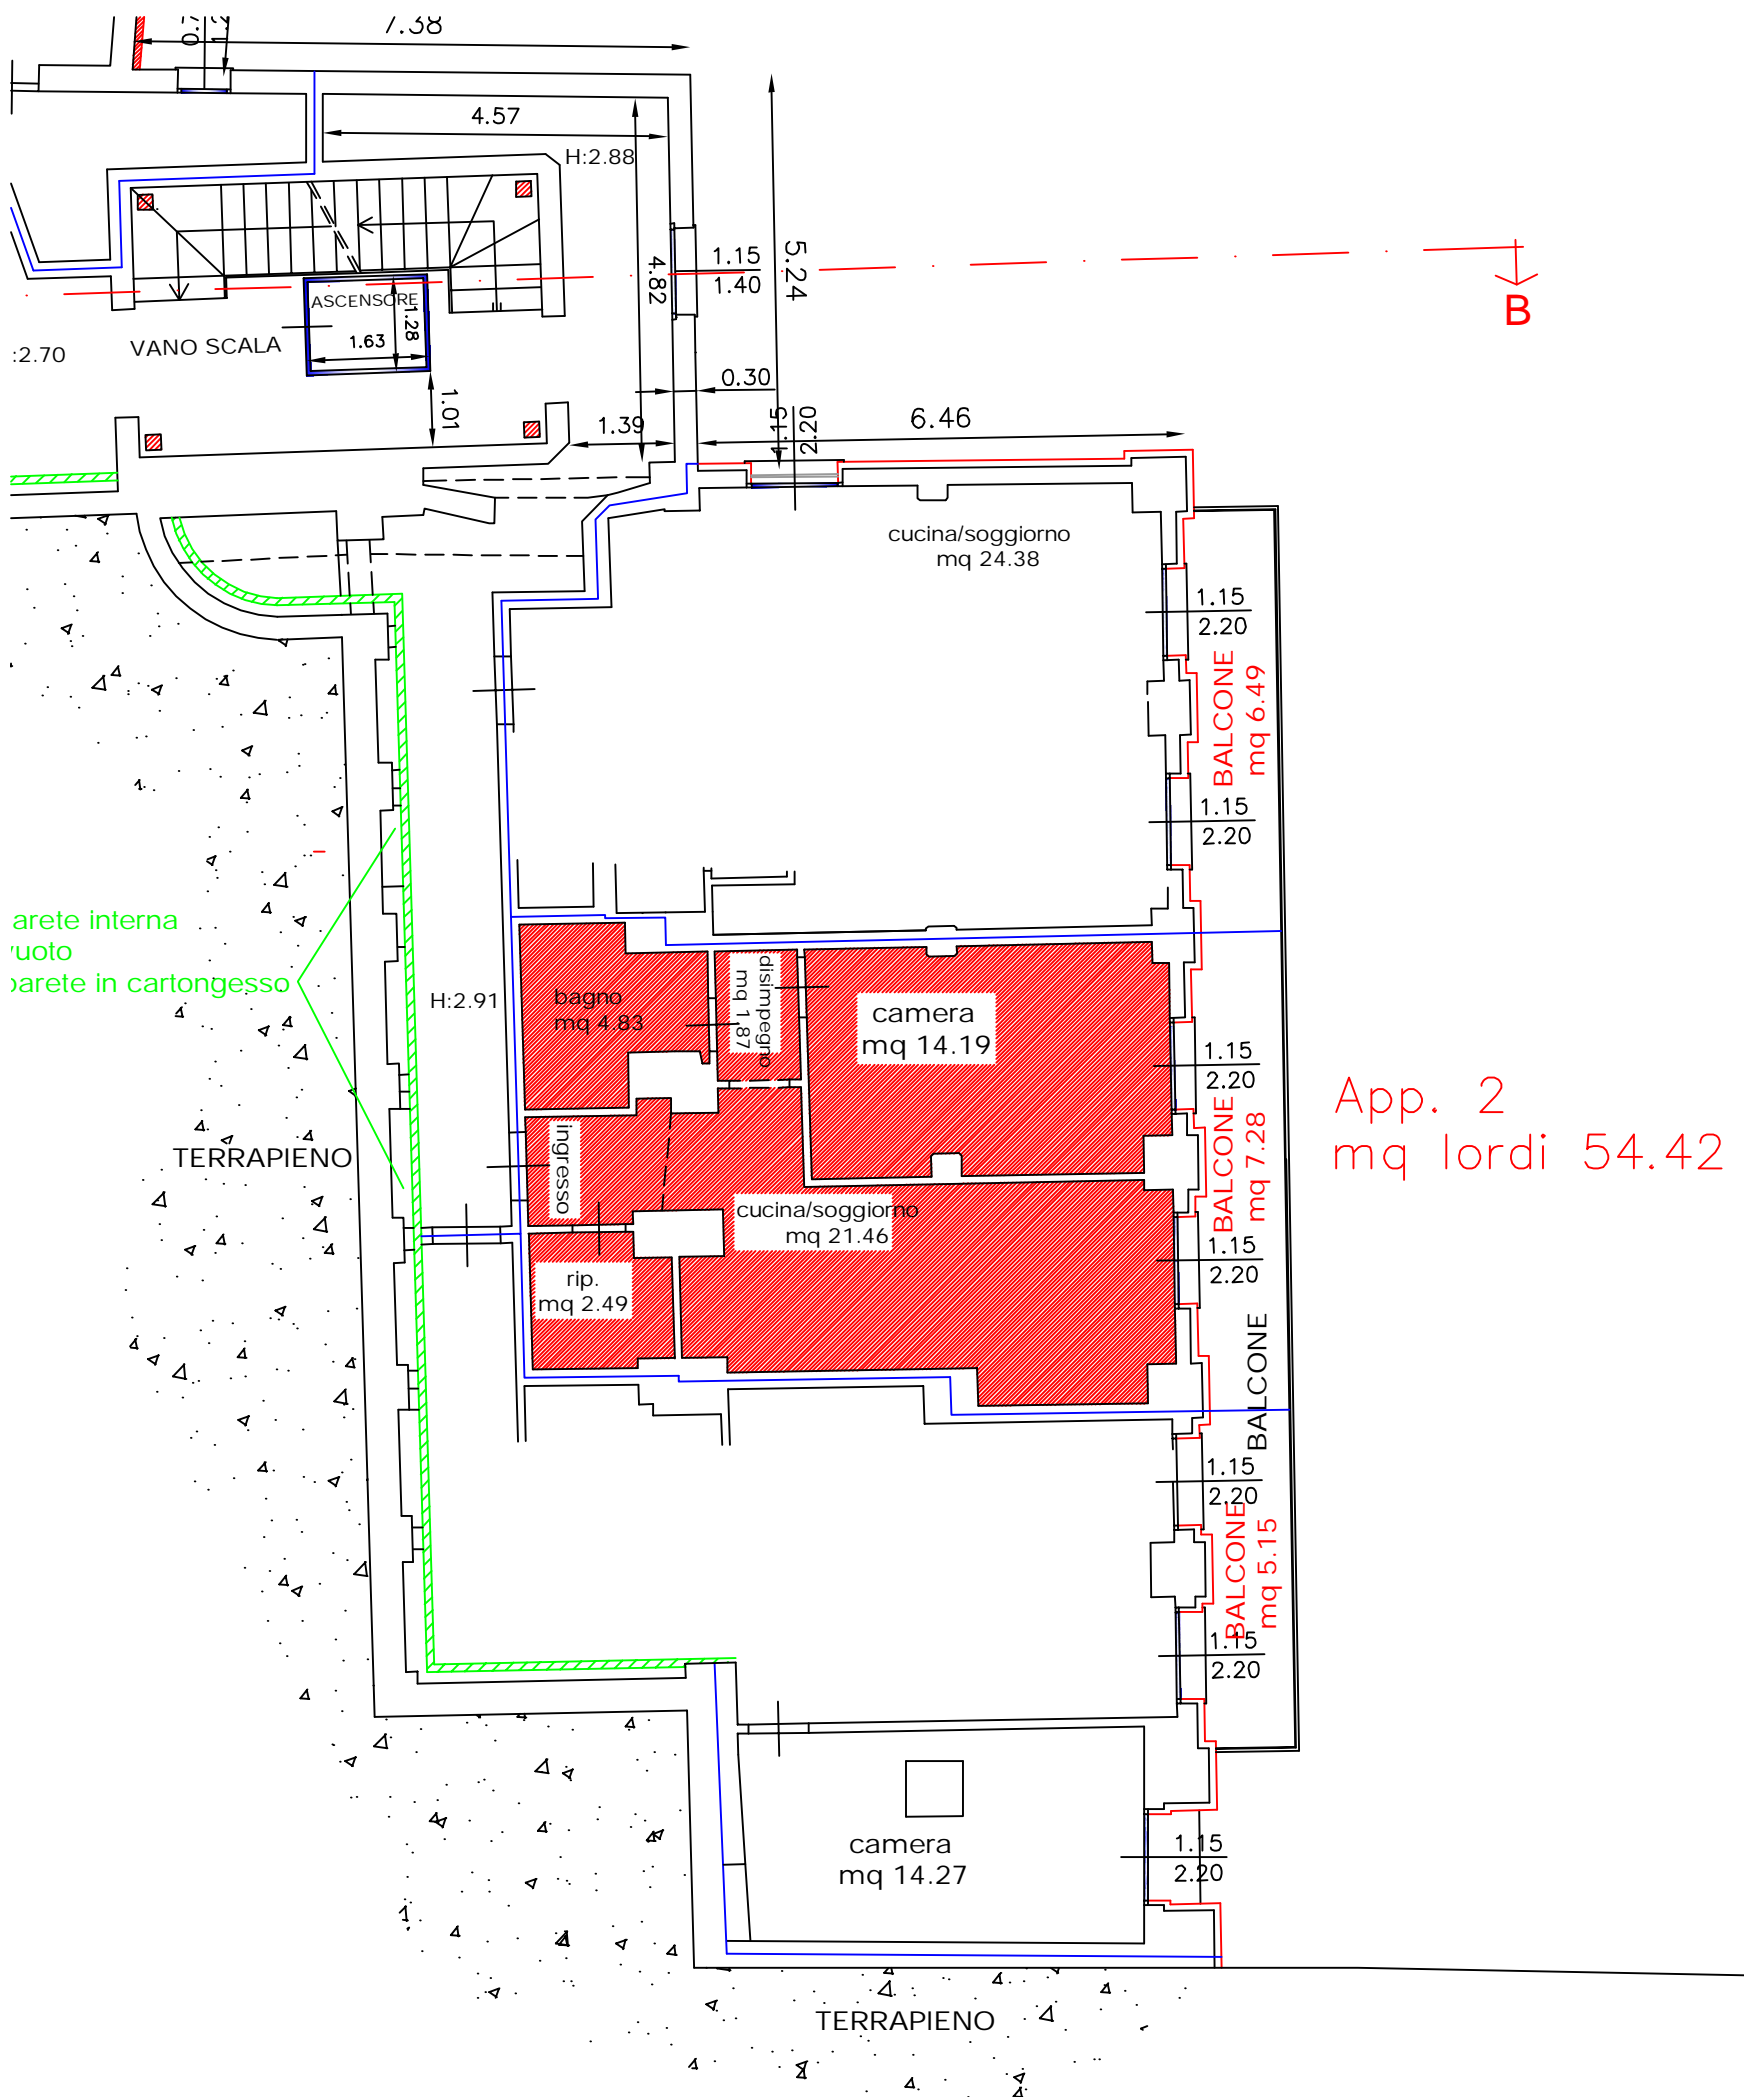 7.38
4.57
H:2.88
5.24
1.15
1.40
4.82
B
ASCENSORE
1.28
1.63
VANO SCALA
:2.70
0.30
1.01
1.39
1.15
2.20
6.46
cucina/soggiorno
mq 24.38
1.15
2.20
BALCONE
mq 6.49
1.15
2.20
arete interna
vuoto
parete in cartongesso
H:2.91
bagno
mq 4.83
disimpegno
mq 1.87
camera
mq 14.19
1.15
2.20
App. 2
mq lordi 54.42
BALCONE
mq 7.28
TERRAPIENO
ingresso
cucina/soggiorno
mq 21.46
1.15
2.20
rip.
mq 2.49
BALCONE
1.15
2.20
BALCONE
mq 5.15
1.15
2.20
camera
mq 14.27
1.15
2.20
TERRAPIENO